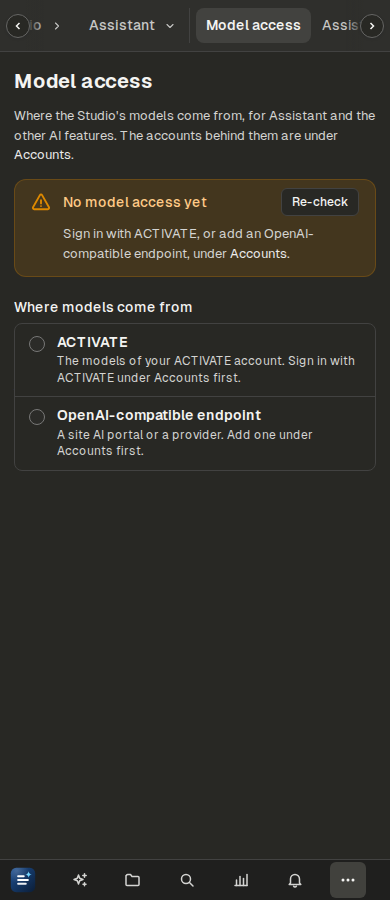 o
Assistant
Model access
Assis
Model access
Where the Studio's models come from, for Assistant and the
other AI features. The accounts behind them are under
Accounts.
No model access yet
Re-check
Sign in with ACTIVATE, or add an OpenAI-
compatible endpoint, under Accounts.
Where models come from
ACTIVATE
The models of your ACTIVATE account. Sign in with
ACTIVATE under Accounts first.
OpenAI-compatible endpoint
A site AI portal or a provider. Add one under
Accounts first.